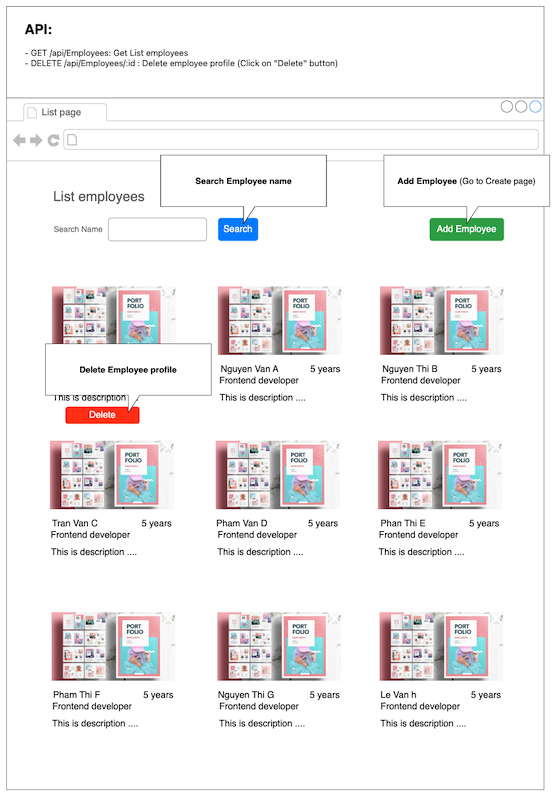 API:
- GET /api/Employees: Get List employees
- DELETE /api/Employees/:id : Delete employee profile (Click on "Delete" button)
List page
Search Employee name
Add Employee (Go to Create page)
List employees
Search Name
Search
Add Employee
PORT
FOLIO
PORT
FOLIO
PORT
FOLIO
Delete Employee profile
Nguyen Van A 5 years
Frontend developer
This is description ....
Nguyen Thi B 5 years
Frontend developer
This is description ....
This is description ....
Delete
PORT
FOLIO
PORT
FOLIO
PORT
FOLIO
Tran Van C 5 years
Frontend developer
This is description ....
Pham Van D 5 years
Frontend developer
This is description ....
Phan Thi E 5 years
Frontend developer
This is description ....
PORT
FOLIO
PORT
FOLIO
PORT
FOLIO
Pham Thi F 5 years
Frontend developer
This is description ....
Nguyen Thi G 5 years
Frontend developer
This is description ....
Le Van h 5 years
Frontend developer
This is description ....